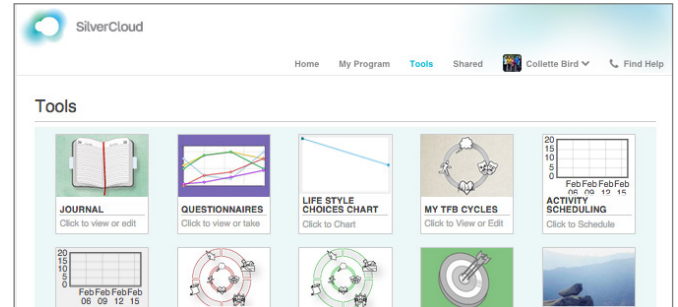 SilverCloud
Home My Program Tools Shared Collette Bird Find Help
Tools
20
15
10
5
0
Feb Feb Feb Feb
06 09 12 15
JOURNAL
Click to view or edit
QUESTIONNAIRES
Click to view or take
LIFE STYLE
CHOICES CHART
Click to Chart
MY TFB CYCLES
Click to View or Edit
ACTIVITY
SCHEDULING
Click to Schedule
20
15
10
5
0
Feb Feb Feb Feb
06 09 12 15